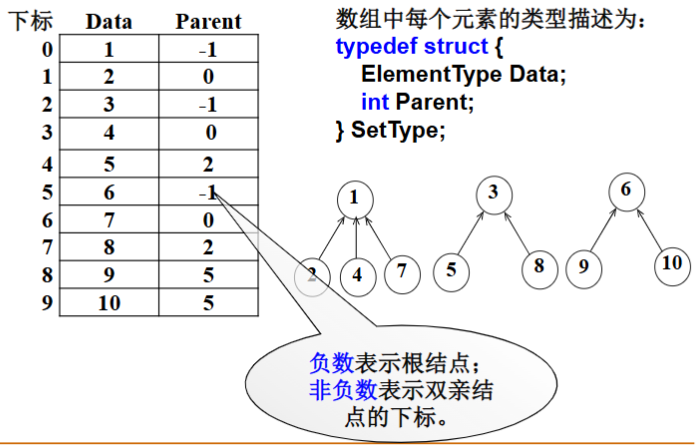 下标 Data Parent
0 1 -1
1 2 0
2 3 -1
3 4 0
4 5 2
5 6 -1
6 7 0
7 8 2
8 9 5
9 10 5
数组中每个元素的类型描述为：
typedef struct {
ElementType Data;
int Parent;
} SetType;
1 3 6
2 4 7 5 8 9 10
负数表示根结点；
非负数表示双亲结
点的下标。